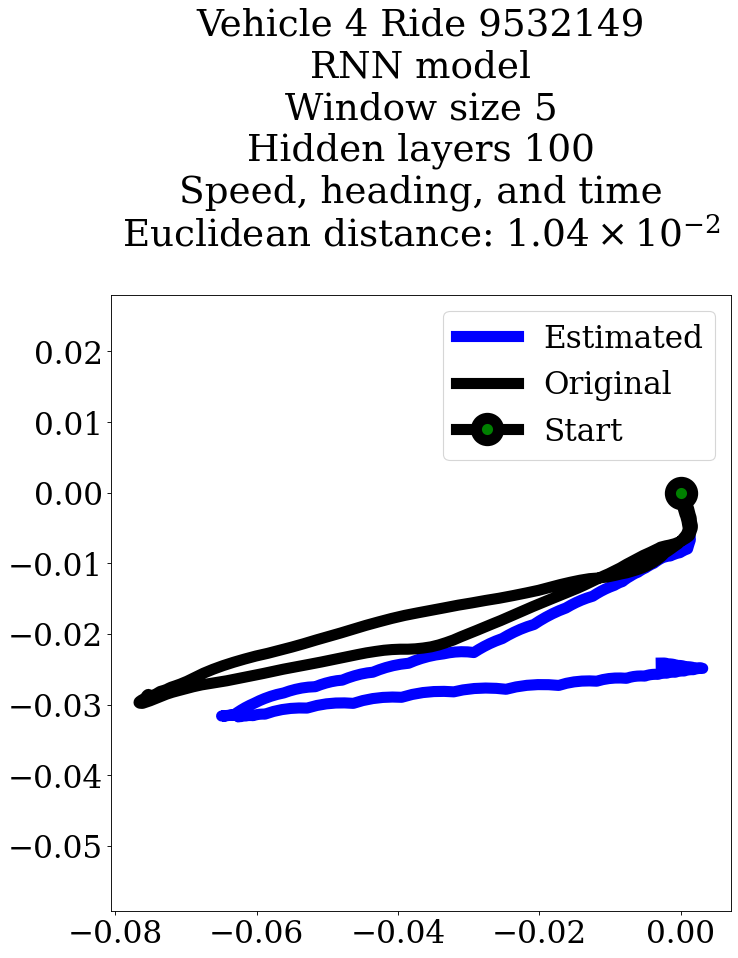 Vehicle 4 Ride 9532149
RNN model
Window size 5
Hidden layers 100
Speed, heading, and time
Euclidean distance: 1.04 × 10⁻²
Estimated
Original
Start
0.02
0.01
0.00
−0.01
−0.02
−0.03
−0.04
−0.05
−0.08 −0.06 −0.04 −0.02 0.00